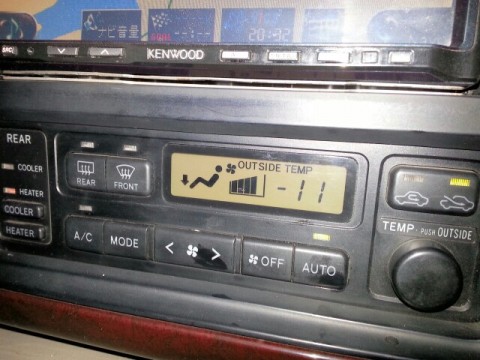 ナビ音量
20:32
KENWOOD
REAR
COOLER
HEATER
COOLER
HEATER
REAR
FRONT
OUTSIDE TEMP
-11
A/C
MODE
< >
OFF
AUTO
TEMP·PUSH OUTSIDE